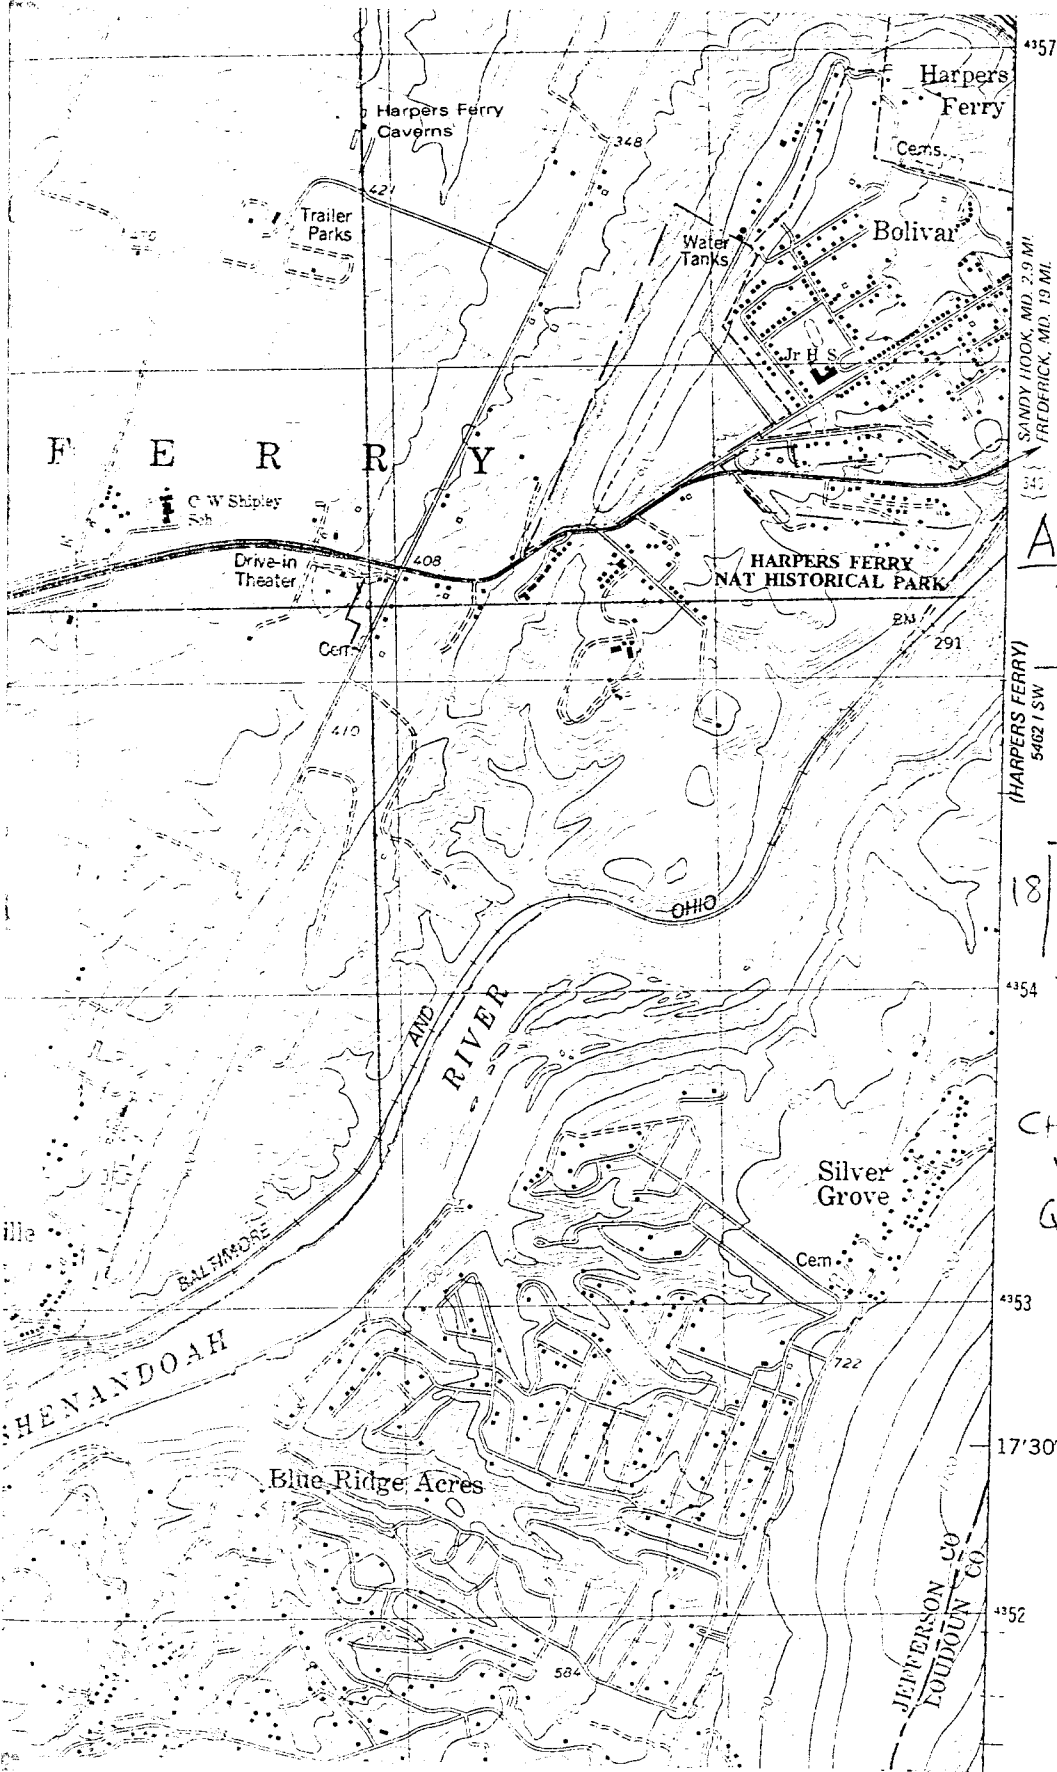 4357
Harpers
Ferry
Harpers Ferry
Caverns
348
Cems
421
Trailer
Parks
Water
Tanks
Bolivar
SANDY HOOK, MD. 2.9 MI.
FREDERICK, MD. 19 MI.
Jr H S
F E R R Y
C W Shipley
Sch
Drive-in
Theater
408
A
HARPERS FERRY
NAT HISTORICAL PARK
BM
291
Cem
(HARPERS FERRY)
5462 I SW
410
18
OHIO
4354
AND
RIVER
Silver
Grove
ille
BALTIMORE
Cem
4353
SHENANDOAH
722
17'30"
Blue Ridge Acres
JEFFERSON CO
LOUDOUN CO
4352
584